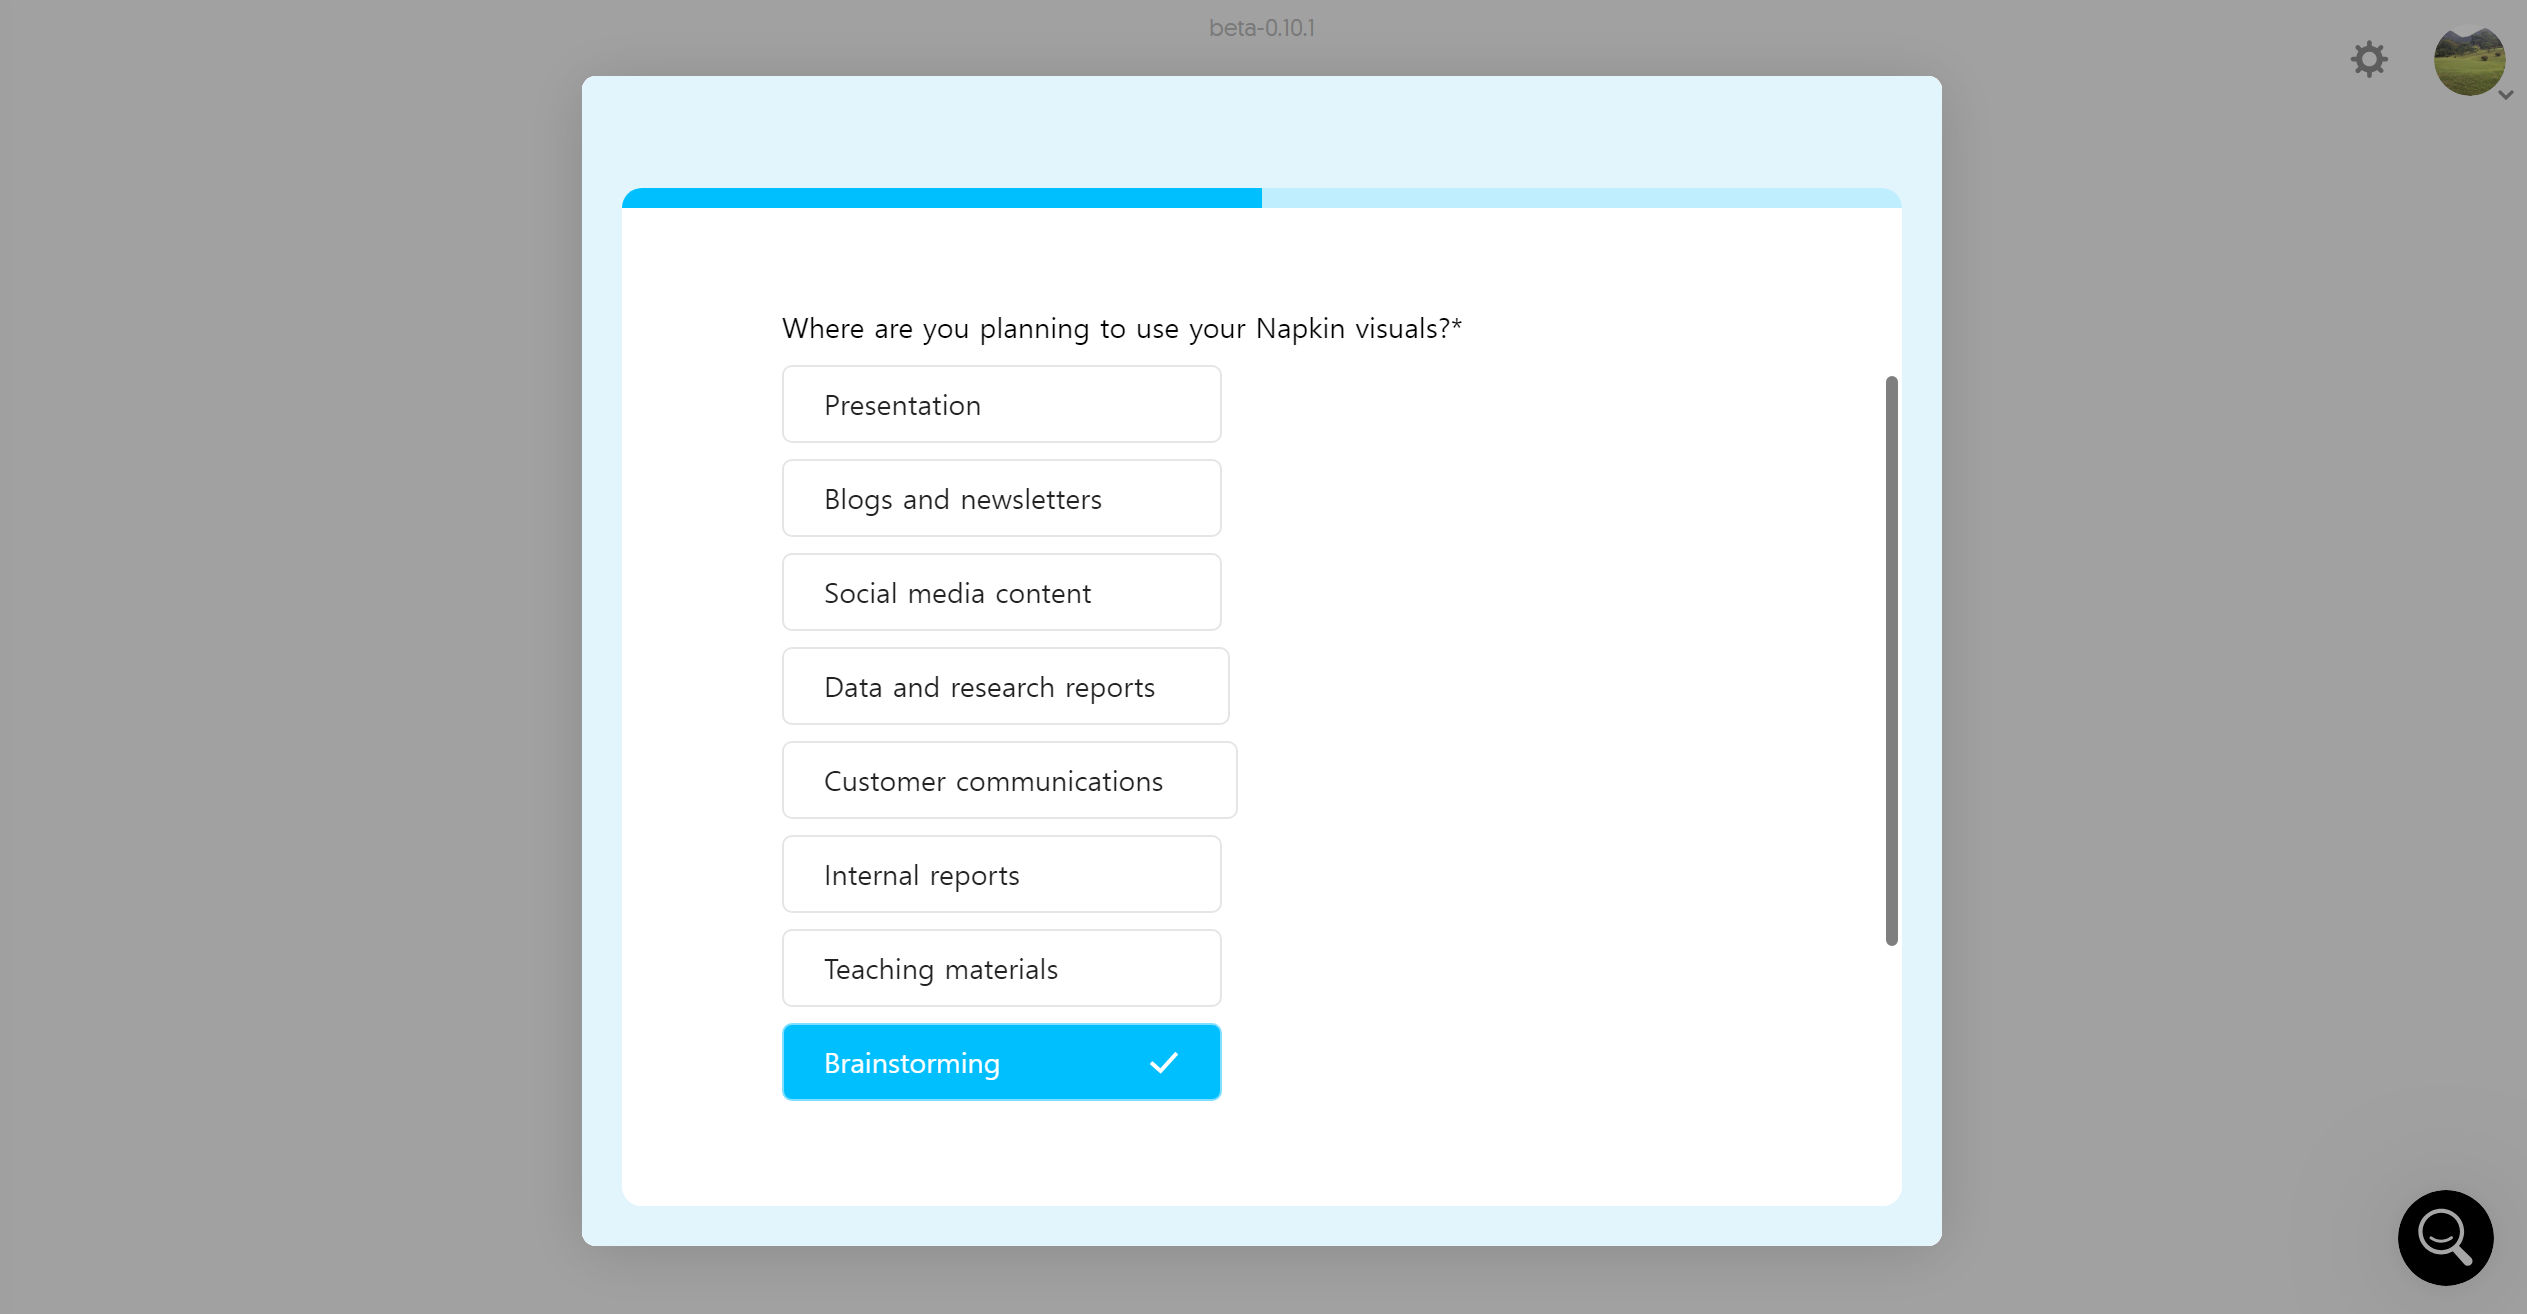 beta-0.10.1
Where are you planning to use your Napkin visuals?*
Presentation
Blogs and newsletters
Social media content
Data and research reports
Customer communications
Internal reports
Teaching materials
Brainstorming